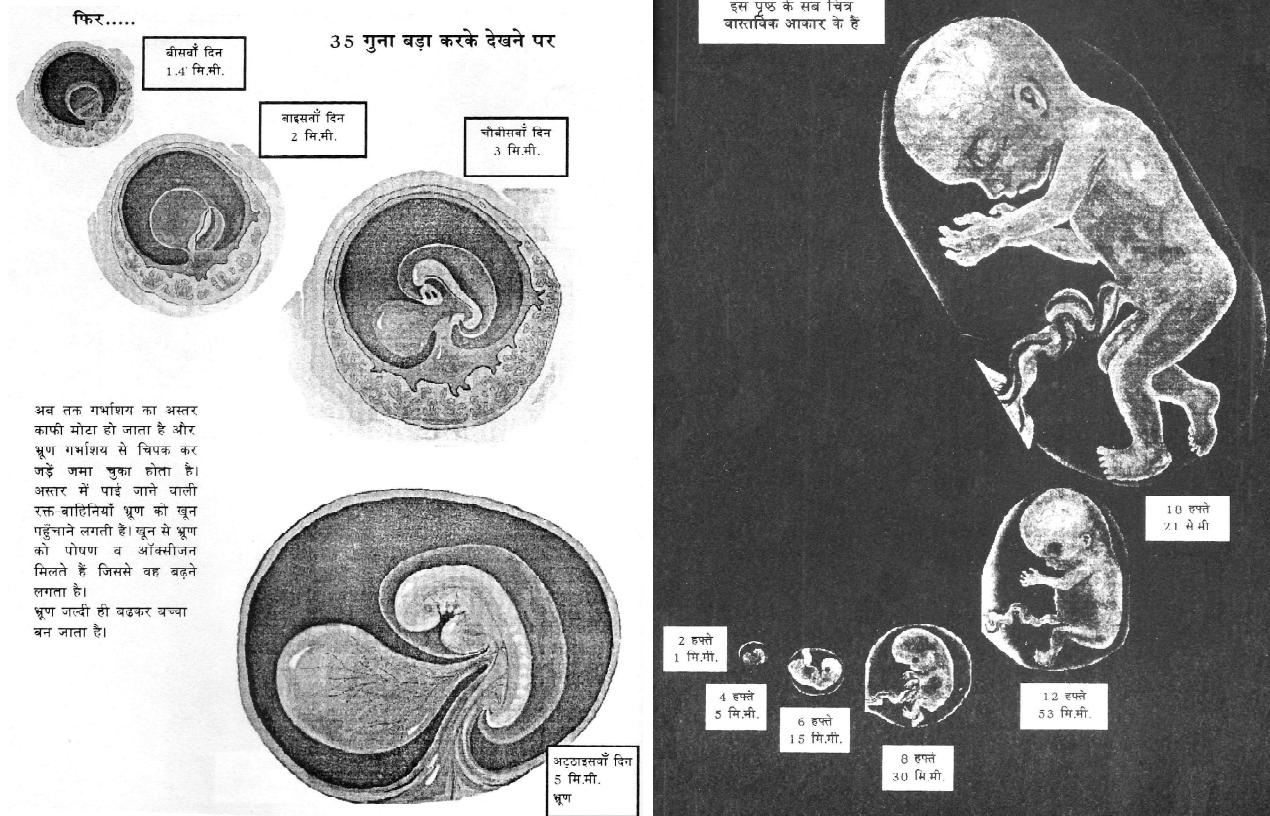 फिर.....
35 गुना बड़ा करके देखने पर
बीसवाँ दिन
1.4 मि.मी.
बाइसवाँ दिन
2 मि.मी.
चौबीसवाँ दिन
3 मि.मी.
अब तक गर्भाशय का अस्तर
काफी मोटा हो जाता है और
भ्रूण गर्भाशय से चिपक कर
जड़ें जमा चुका होता है।
अस्तर में पाई जाने वाली
रक्त वाहिनियाँ भ्रूण को खून
पहुँचाने लगती हैं। खून से भ्रूण
को पोषण व ऑक्सीजन
मिलते हैं जिससे वह बढ़ने
लगता है।
भ्रूण जल्दी ही बढकर बच्चा
बन जाता है।
अट्ठाइसवाँ दिन
5 मि.मी.
भ्रूण
इस पृष्ठ के सब चित्र
वास्तविक आकार के हैं
18 हफ्ते
21 से.मी
2 हफ्ते
1 मि.मी.
4 हफ्ते
5 मि.मी.
6 हफ्ते
15 मि.मी.
8 हफ्ते
30 मि.मी.
12 हफ्ते
53 मि.मी.